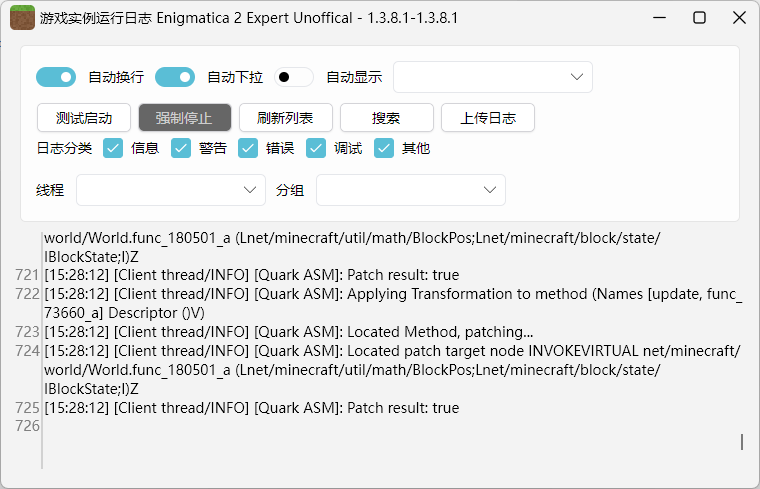 游戏实例运行日志 Enigmatica 2 Expert Unoffical - 1.3.8.1-1.3.8.1
自动换行 自动下拉 自动显示
测试启动 强制停止 刷新列表 搜索 上传日志
日志分类 信息 警告 错误 调试 其他
线程 分组
world/World.func_180501_a (Lnet/minecraft/util/math/BlockPos;Lnet/minecraft/block/state/
IBlockState;I)Z
721 [15:28:12] [Client thread/INFO] [Quark ASM]: Patch result: true
722 [15:28:12] [Client thread/INFO] [Quark ASM]: Applying Transformation to method (Names [update, func_
73660_a] Descriptor ()V)
723 [15:28:12] [Client thread/INFO] [Quark ASM]: Located Method, patching...
724 [15:28:12] [Client thread/INFO] [Quark ASM]: Located patch target node INVOKEVIRTUAL net/minecraft/
world/World.func_180501_a (Lnet/minecraft/util/math/BlockPos;Lnet/minecraft/block/state/
IBlockState;I)Z
725 [15:28:12] [Client thread/INFO] [Quark ASM]: Patch result: true
726